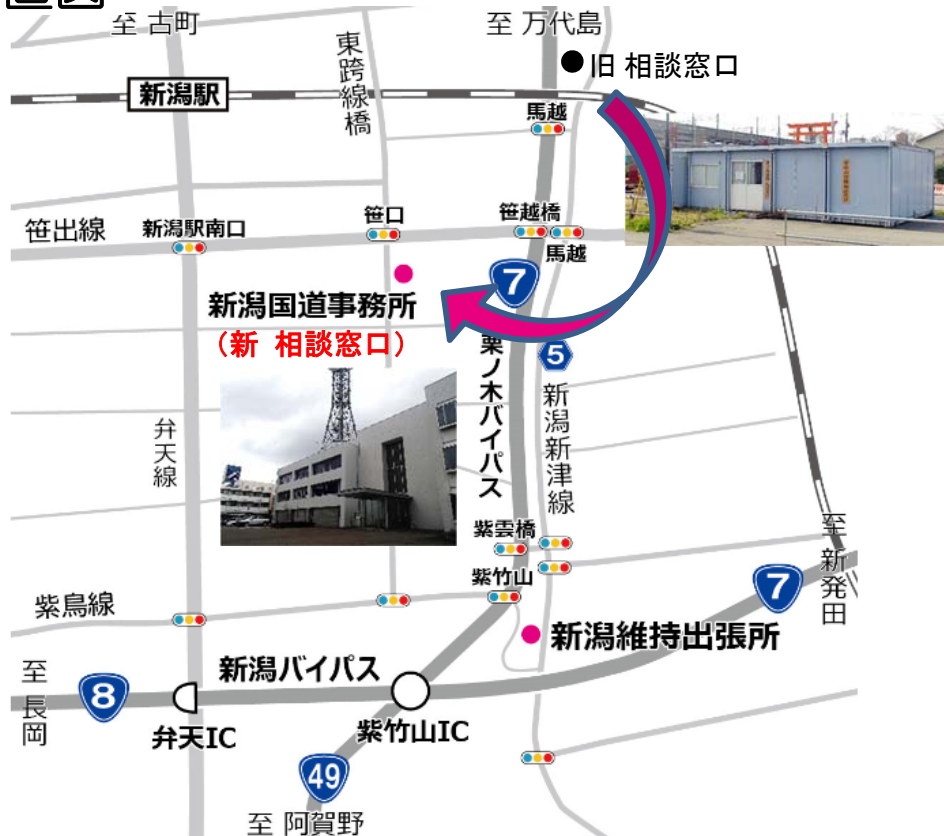 至 古町
至 万代島
東跨線橋
旧 相談窓口
新潟駅
馬越
笹出線
新潟駅南口
笹口
笹越橋
馬越
7
新潟国道事務所
(新 相談窓口)
栗ノ木バイパス
5
新潟新津線
弁天線
紫雲橋
至 新発田
紫竹山
7
紫鳥線
新潟維持出張所
新潟バイパス
至 長岡
8
弁天IC
紫竹山IC
49
至 阿賀野